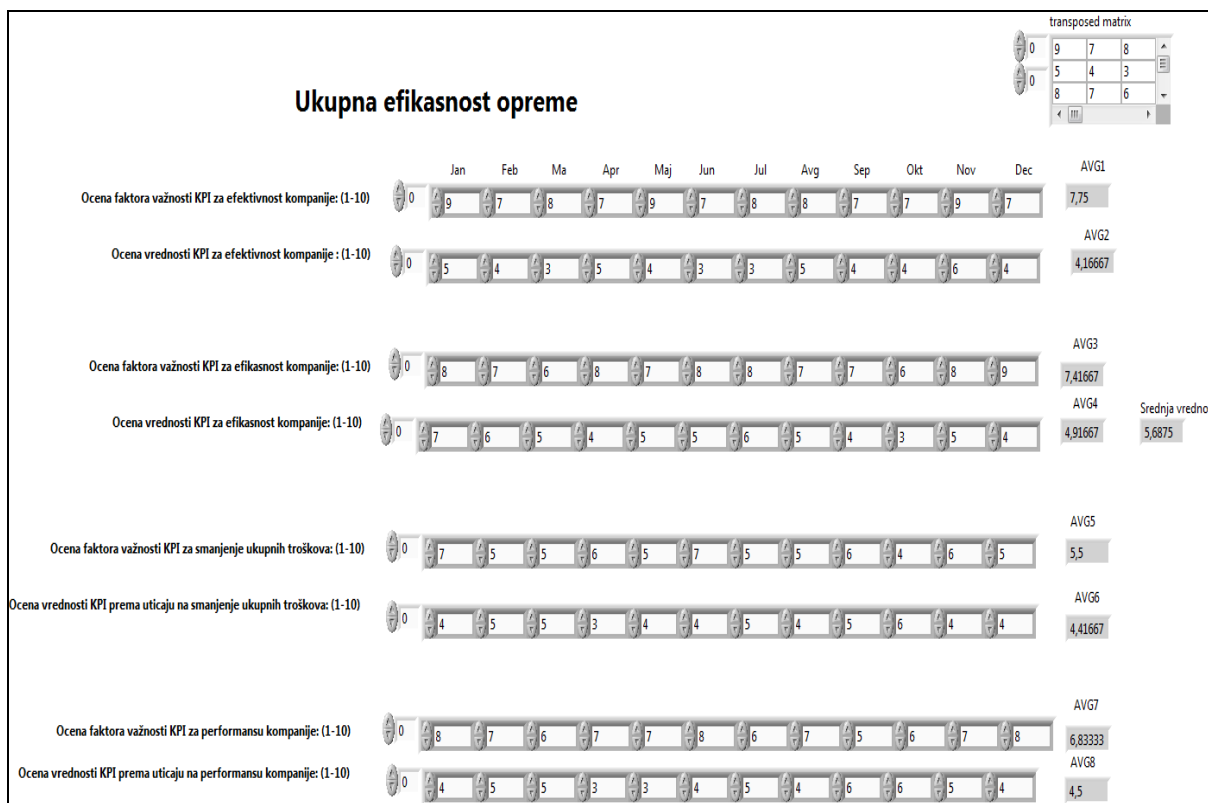 transposed matrix
0 9 7 8
0 5 4 3
8 7 6
Ukupna efikasnost opreme
Jan Feb Ma Apr Maj Jun Jul Avg Sep Okt Nov Dec AVG1
Ocena faktora važnosti KPI za efektivnost kompanije: (1-10) 0 9 7 8 7 9 7 8 8 7 7 9 7 7,75
AVG2
Ocena vrednosti KPI za efektivnost kompanije : (1-10) 0 5 4 3 5 4 3 3 5 4 4 6 4 4,16667
AVG3
Ocena faktora važnosti KPI za efikasnost kompanije: (1-10) 0 8 7 6 8 7 8 8 7 7 6 8 9 7,41667
AVG4 Srednja vredno
Ocena vrednosti KPI za efikasnost kompanije: (1-10) 0 7 6 5 4 5 5 6 5 4 3 5 4 4,91667 5,6875
AVG5
Ocena faktora važnosti KPI za smanjenje ukupnih troškova: (1-10) 0 7 5 5 6 5 7 5 5 6 4 6 5 5,5
AVG6
Ocena vrednosti KPI prema uticaju na smanjenje ukupnih troškova: (1-10) 0 4 5 5 3 4 4 5 4 5 6 4 4 4,41667
AVG7
Ocena faktora važnosti KPI za performansu kompanije: (1-10) 0 8 7 6 7 7 8 6 7 5 6 7 8 6,83333
AVG8
Ocena vrednosti KPI prema uticaju na performansu kompanije: (1-10) 0 4 5 5 3 3 4 5 4 6 6 5 4 4,5